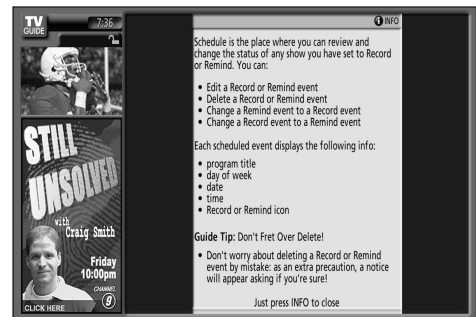 TV
GUIDE
7:36
i INFO
Schedule is the place where you can review and
change the status of any show you have set to Record
or Remind. You can:
• Edit a Record or Remind event
• Delete a Record or Remind event
• Change a Remind event to a Record event
• Change a Record event to a Remind event
Each scheduled event displays the following info:
• program title
• day of week
• date
• time
• Record or Remind icon
Guide Tip: Don't Fret Over Delete!
• Don't worry about deleting a Record or Remind
event by mistake: as an extra precaution, a notice
will appear asking if you're sure!
Just press INFO to close
STILL
UNSOLVED
with
Craig Smith
Friday
10:00pm
CHANNEL
9
CLICK HERE